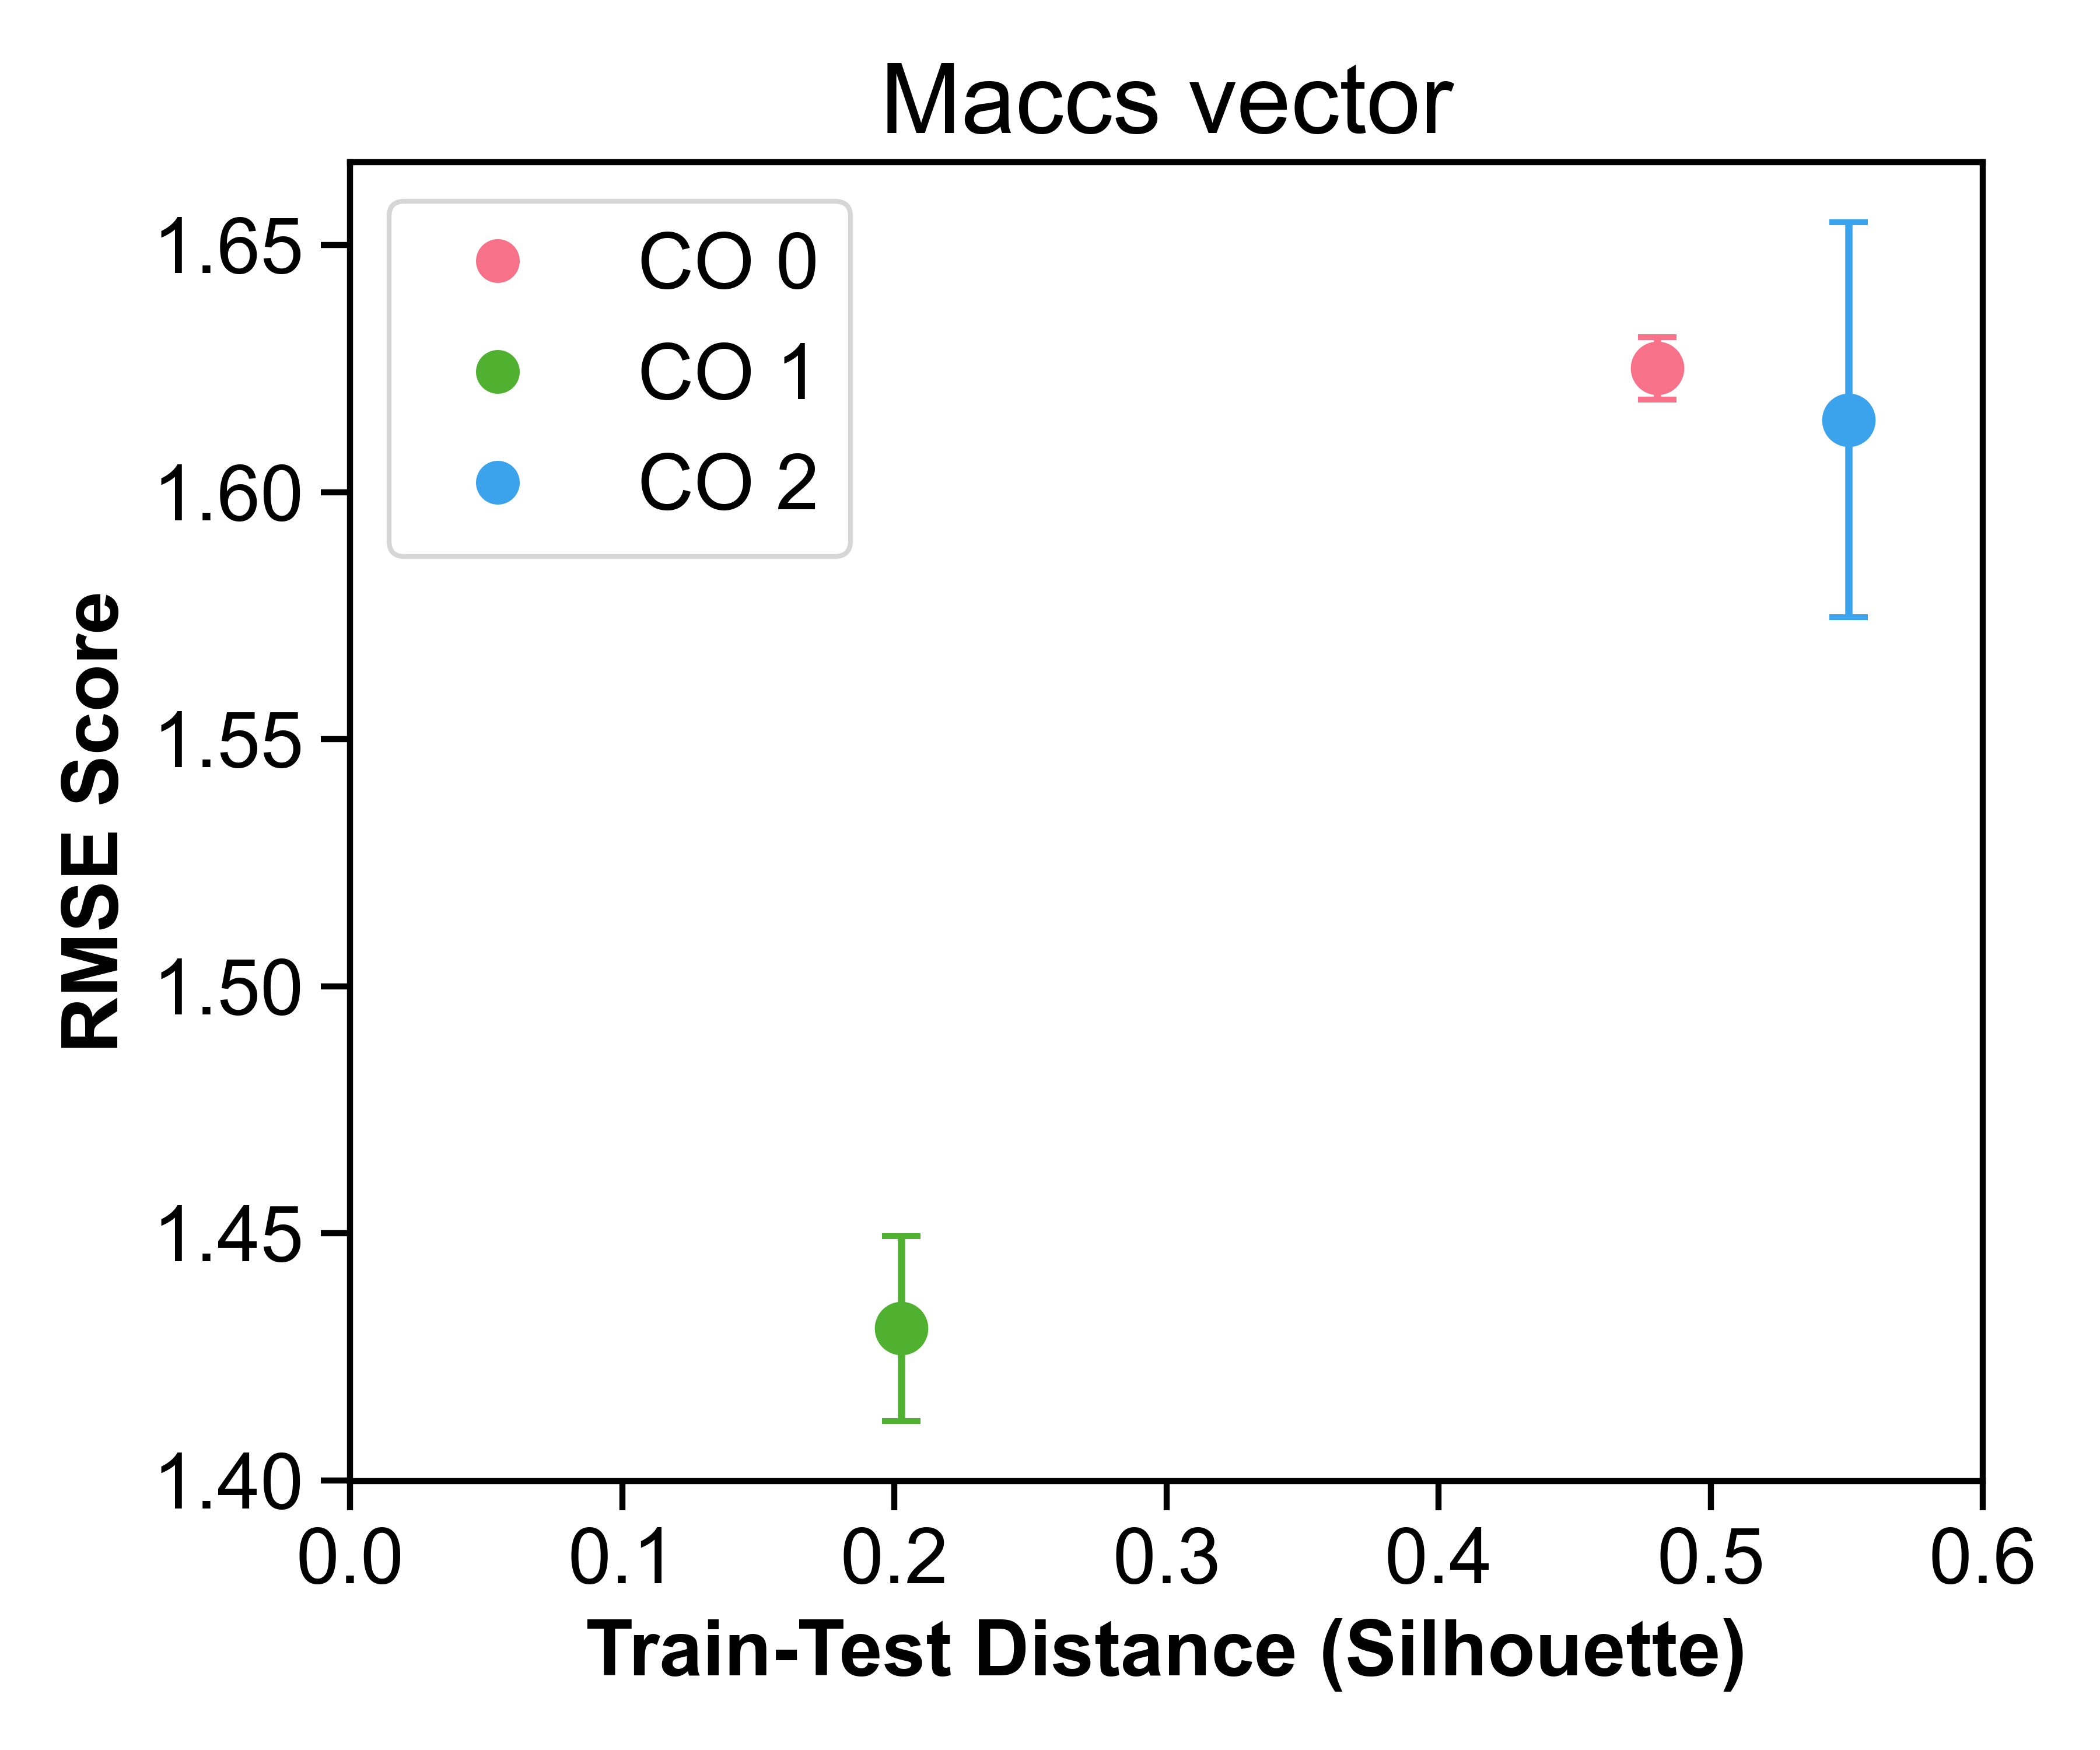 Maccs vector
CO 0
CO 1
CO 2
1.65
1.60
1.55
1.50
1.45
1.40
RMSE Score
0.0 0.1 0.2 0.3 0.4 0.5 0.6
Train-Test Distance (Silhouette)